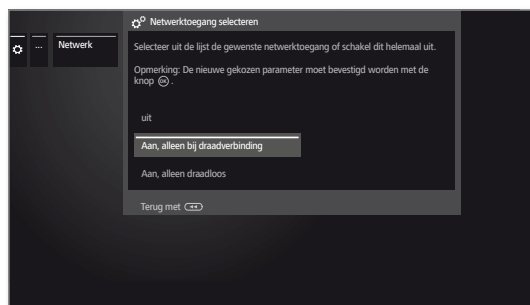 Netwerktoegang selecteren
... Netwerk
Selecteer uit de lijst de gewenste netwerktoegang of schakel dit helemaal uit.
Opmerking: De nieuwe gekozen parameter moet bevestigd worden met de
knop OK .
uit
Aan, alleen bij draadverbinding
Aan, alleen draadloos
Terug met